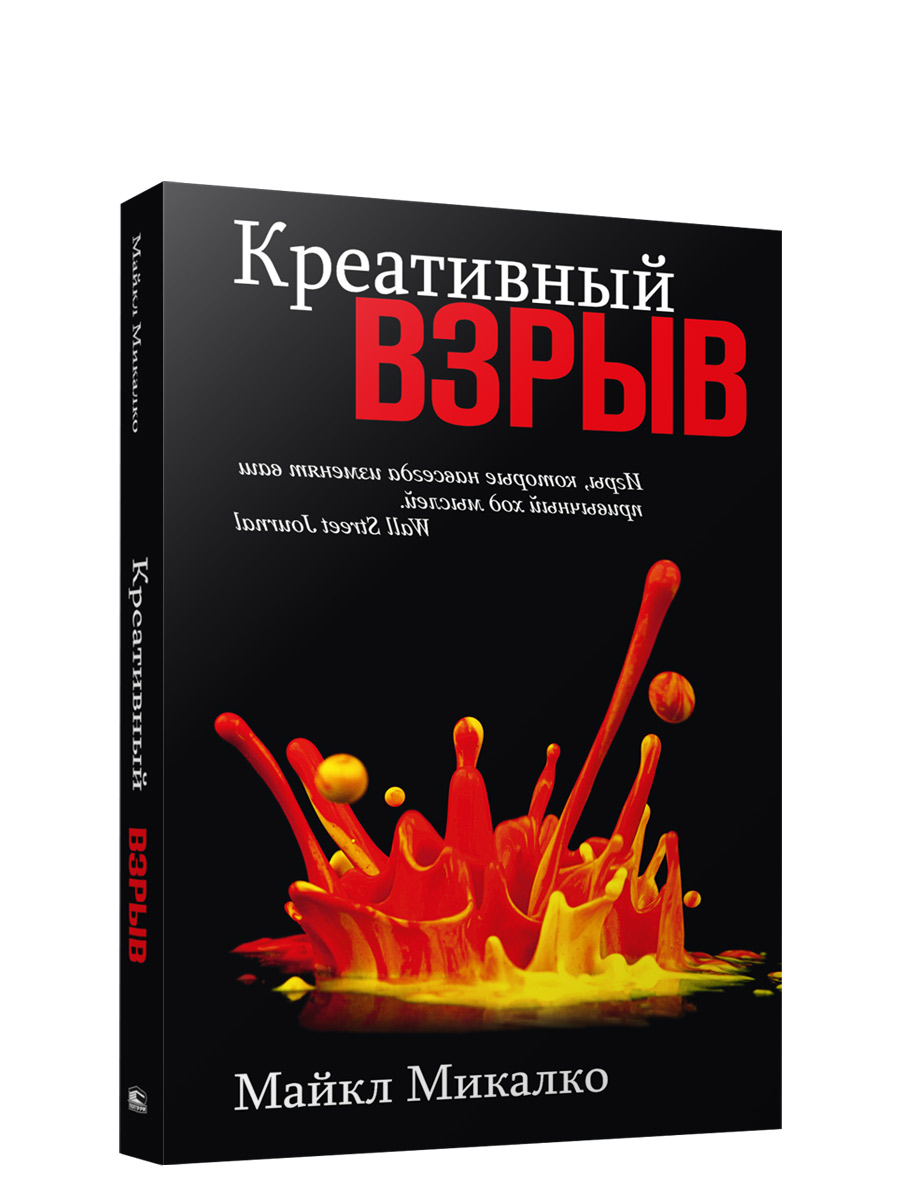 Креативный
ВЗРЫВ
Игры, которые навсегда изменят ваш
привычный ход мыслей.
Wall Street Journal
Майкл Микалко
Майкл Микалко
Креативный
ВЗРЫВ